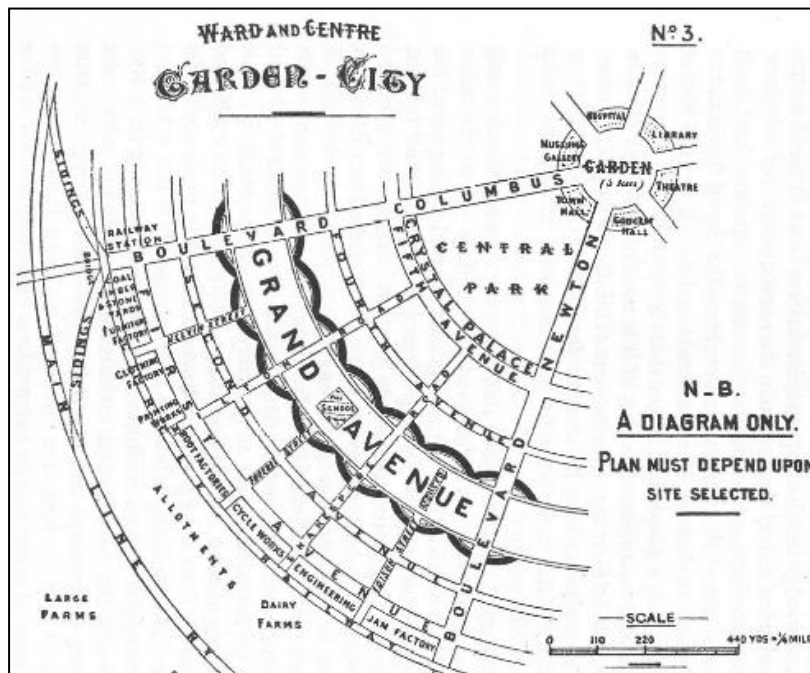 WARD AND CENTRE
GARDEN-CITY
Nº 3.
HOSPITAL
LIBRARY
THEATRE
CONCERT
HALL
TOWN
HALL
MUSEUM
GALLERY
GARDEN
BOULEVARD COLUMBUS
BOULEVARD NEWTON
CENTRAL
PARK
CRYSTAL PALACE
FIFTH AVENUE
GRAND AVENUE
SCHOOL
RAILWAY
STATION
SIDINGS
SIDINGS
MAIN LINE RY
COAL
TIMBER
& STONE
YARDS
FURNITURE
FACTORY
CLOTHING
FACTORY
PRINTING
BOOT FACTORIES
CYCLE WORKS
ENGINEERING
JAM FACTORY
ALLOTMENTS
LARGE
FARMS
DAIRY
FARMS
N-B.
A DIAGRAM ONLY.
PLAN MUST DEPEND UPON
SITE SELECTED.
SCALE
0 110 220 440 YDS = ¼ MILE